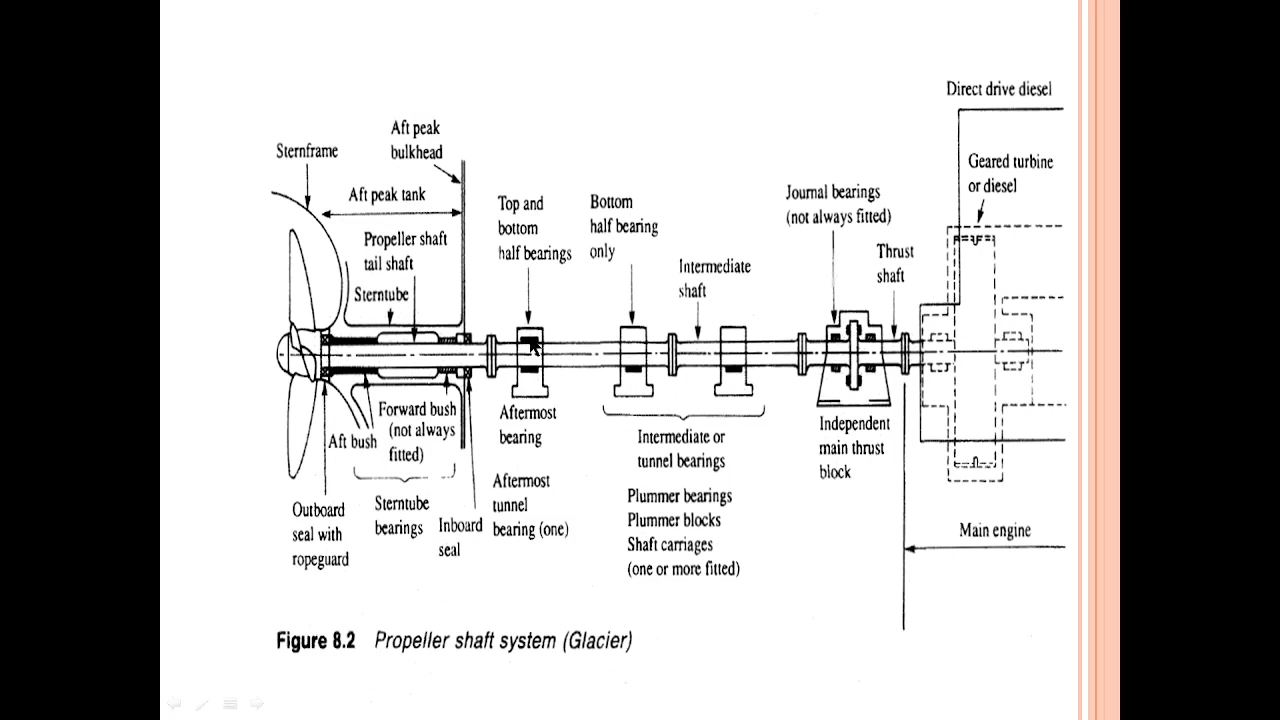 Direct drive diesel
Aft peak
bulkhead
Sternframe
Geared turbine
or diesel
Aft peak tank
Top and
bottom
half bearings
Bottom
half bearing
only
Journal bearings
(not always fitted)
Propeller shaft
tail shaft
Thrust
shaft
Intermediate
shaft
Sterntube
Forward bush
(not always
fitted)
Aft bush
Aftermost
bearing
Independent
main thrust
block
Intermediate or
tunnel bearings
Aftermost
tunnel
bearing (one)
Plummer bearings
Plummer blocks
Shaft carriages
(one or more fitted)
Sterntube
bearings
Outboard
seal with
ropeguard
Inboard
seal
Main engine
Figure 8.2 Propeller shaft system (Glacier)